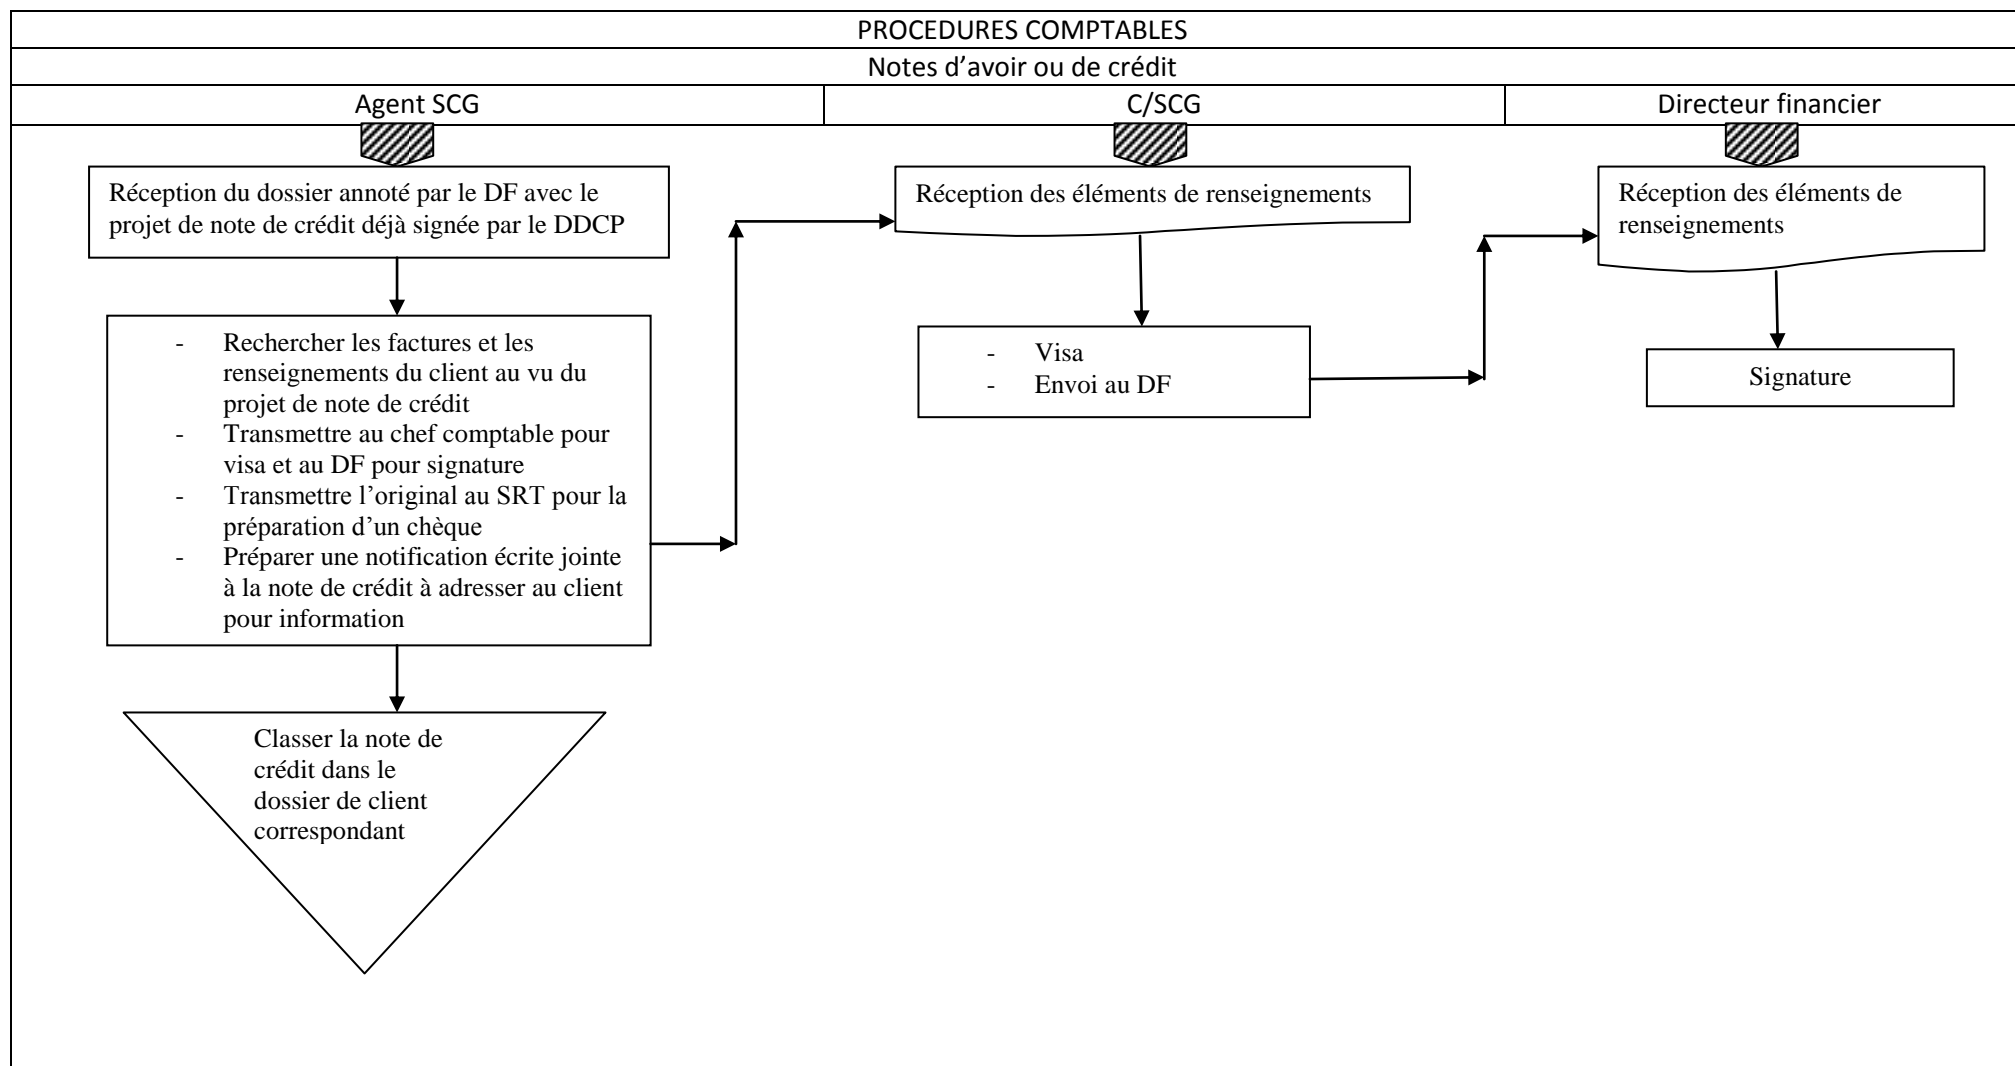 PROCEDURES COMPTABLES
Notes d’avoir ou de crédit
Agent SCG
C/SCG
Directeur financier
Réception du dossier annoté par le DF avec le
projet de note de crédit déjà signée par le DDCP
- Rechercher les factures et les
renseignements du client au vu du
projet de note de crédit
- Transmettre au chef comptable pour
visa et au DF pour signature
- Transmettre l’original au SRT pour la
préparation d’un chèque
- Préparer une notification écrite jointe
à la note de crédit à adresser au client
pour information
Classer la note de
crédit dans le
dossier de client
correspondant
Réception des éléments de renseignements
- Visa
- Envoi au DF
Réception des éléments de
renseignements
Signature